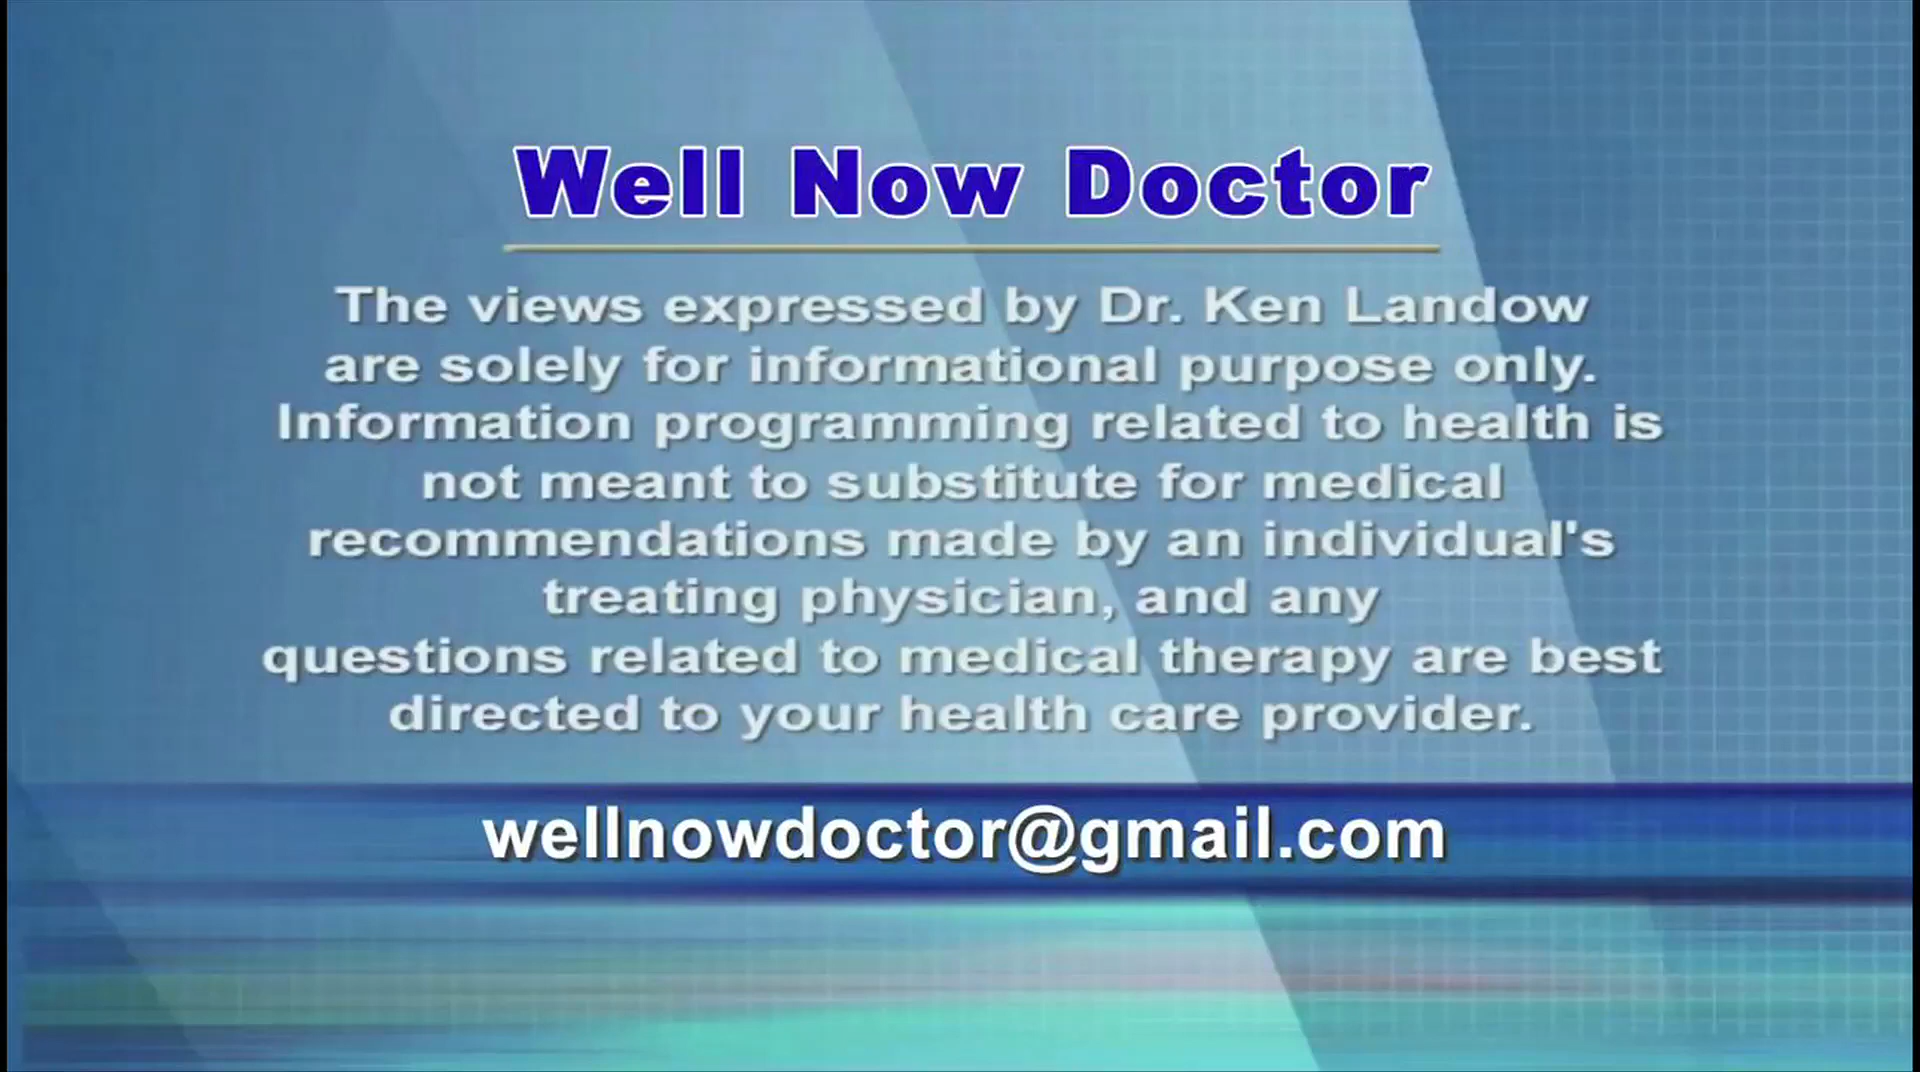 Well Now Doctor
The views expressed by Dr. Ken Landow
are solely for informational purpose only.
Information programming related to health is
not meant to substitute for medical
recommendations made by an individual's
treating physician, and any
questions related to medical therapy are best
directed to your health care provider.
wellnowdoctor@gmail.com